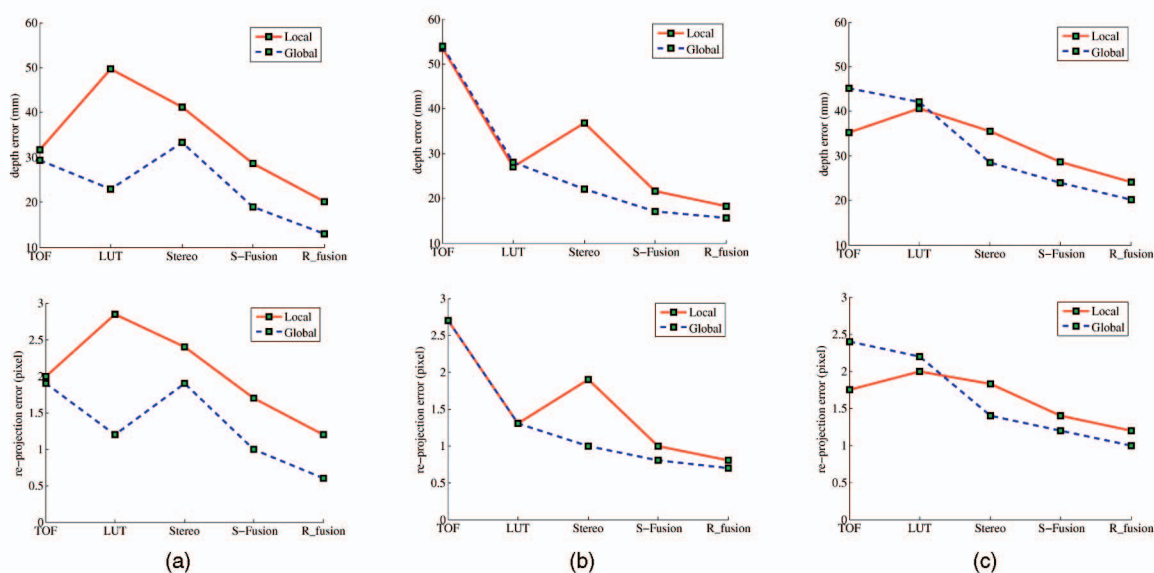 60
50
40
30
20
10
depth error (mm)
Local
Global
TOF LUT Stereo S-Fusion R_fusion
60
50
40
30
20
10
depth error (mm)
Local
Global
TOF LUT Stereo S-Fusion R_fusion
60
50
40
30
20
10
depth error (mm)
Local
Global
TOF LUT Stereo S-Fusion R_fusion
3
2.5
2
1.5
1
0.5
0
re-projection error (pixel)
Local
Global
TOF LUT Stereo S-Fusion R_fusion
3
2.5
2
1.5
1
0.5
0
re-projection error (pixel)
Local
Global
TOF LUT Stereo S-Fusion R_fusion
3
2.5
2
1.5
1
0.5
0
re-projection error (pixel)
Local
Global
TOF LUT Stereo S-Fusion R_fusion
(a) (b) (c)